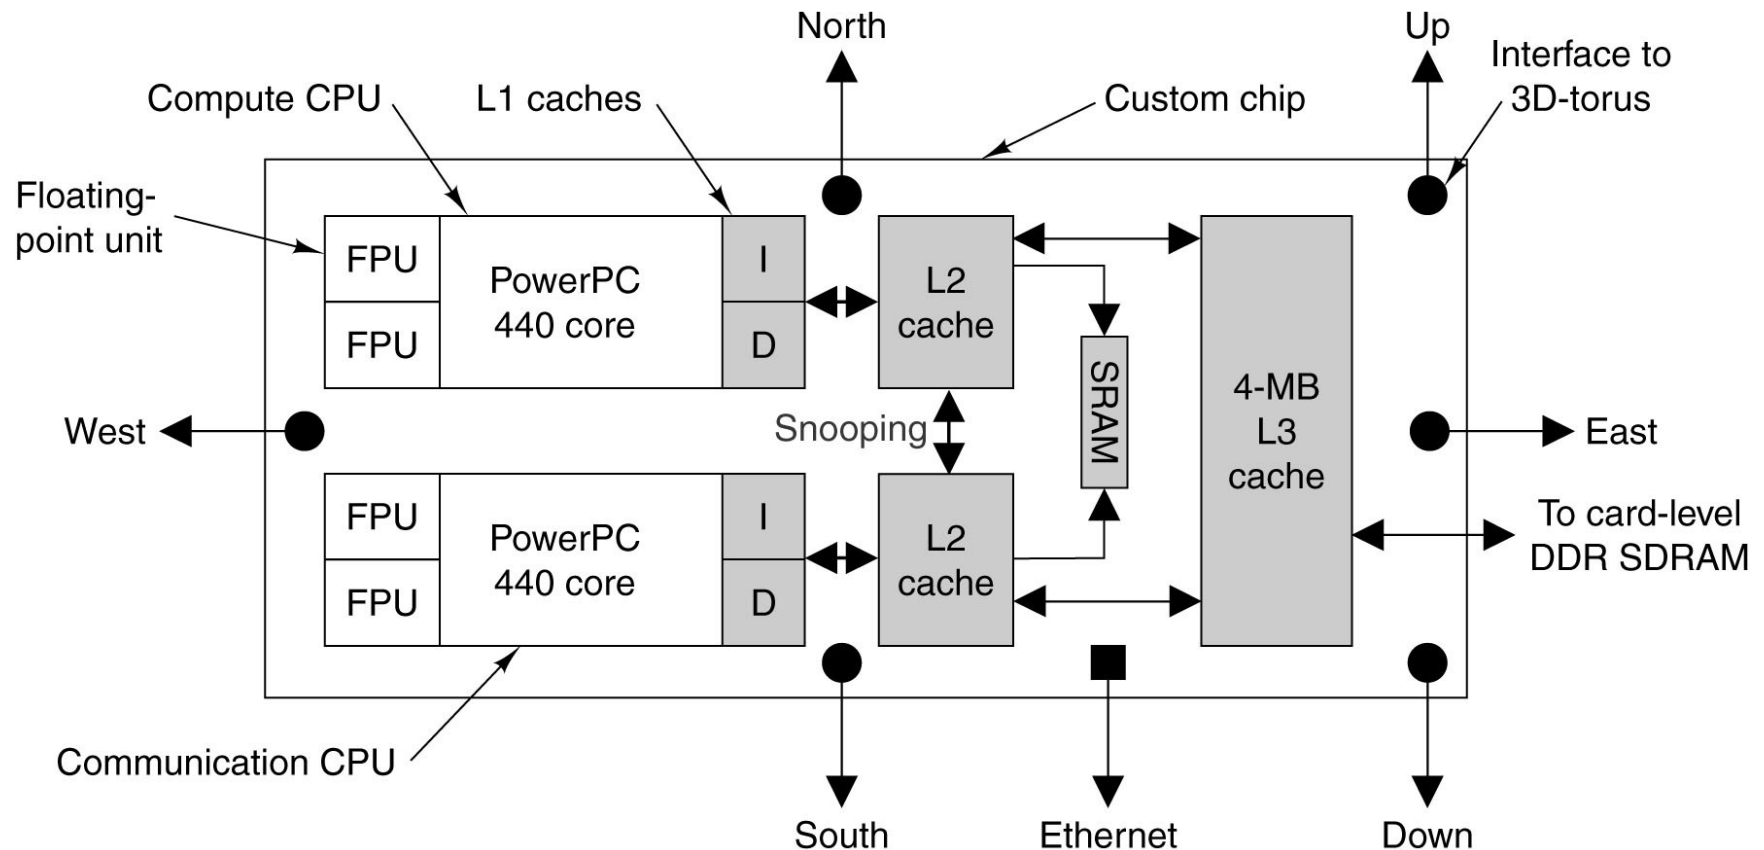 North
Up
Interface to
3D-torus
Compute CPU
L1 caches
Custom chip
Floating-
point unit
FPU
FPU
PowerPC
440 core
I
D
L2
cache
SRAM
4-MB
L3
cache
West
Snooping
East
FPU
FPU
PowerPC
440 core
I
D
L2
cache
To card-level
DDR SDRAM
Communication CPU
South
Ethernet
Down